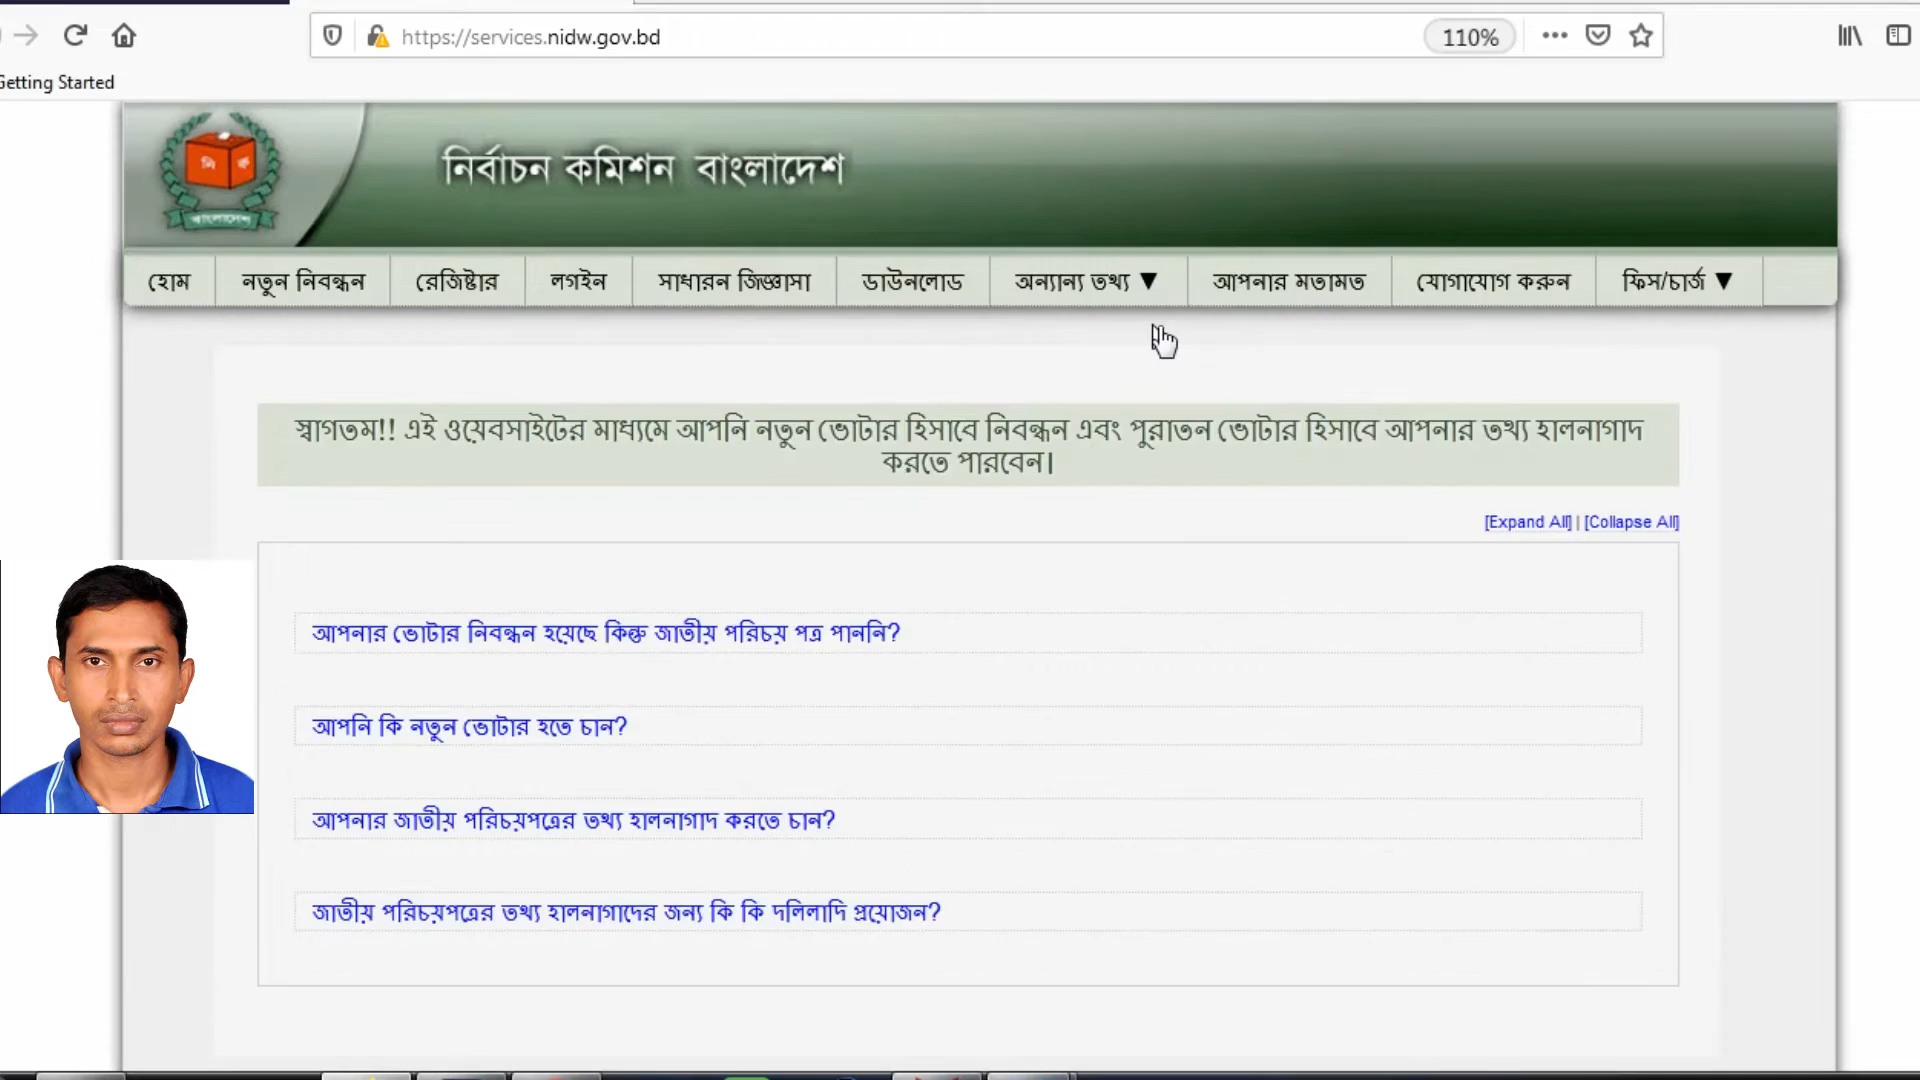 https://services.nidw.gov.bd
110%
Getting Started
নি ক
বাংলাদেশ
নির্বাচন কমিশন বাংলাদেশ
হোম নতুন নিবন্ধন রেজিষ্টার লগইন সাধারন জিজ্ঞাসা ডাউনলোড অন্যান্য তথ্য ▼ আপনার মতামত যোগাযোগ করুন ফিস/চার্জ ▼
স্বাগতম!! এই ওয়েবসাইটের মাধ্যমে আপনি নতুন ভোটার হিসাবে নিবন্ধন এবং পুরাতন ভোটার হিসাবে আপনার তথ্য হালনাগাদ
করতে পারবেন।
[Expand All] | [Collapse All]
আপনার ভোটার নিবন্ধন হয়েছে কিন্তু জাতীয় পরিচয় পত্র পাননি?
আপনি কি নতুন ভোটার হতে চান?
আপনার জাতীয় পরিচয়পত্রের তথ্য হালনাগাদ করতে চান?
জাতীয় পরিচয়পত্রের তথ্য হালনাগাদের জন্য কি কি দলিলাদি প্রয়োজন?